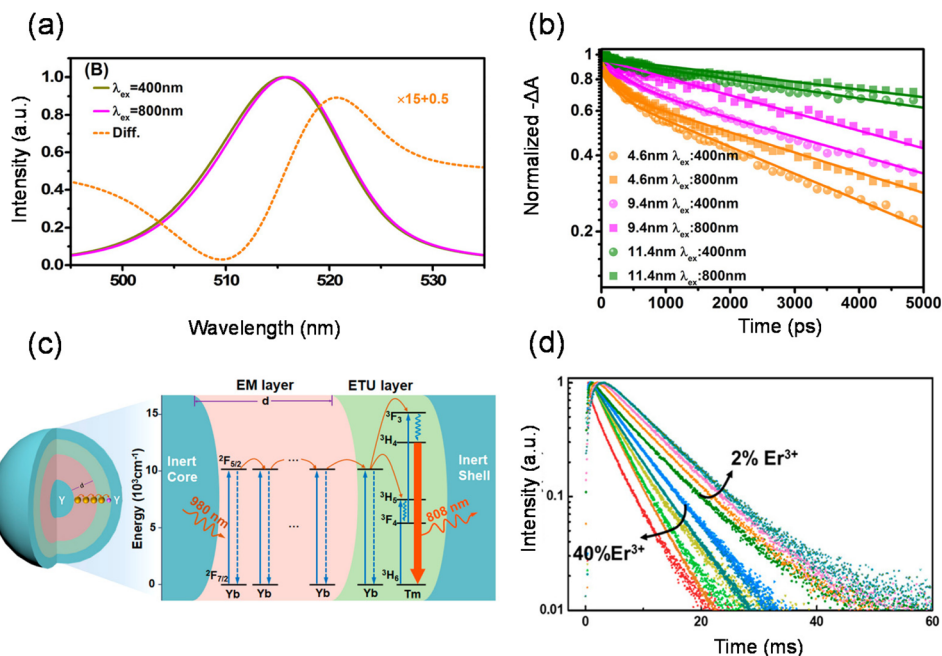 (a)
(B)
λex=400nm
λex=800nm
Diff.
×15+0.5
Intensity (a.u.)
1.0
0.8
0.6
0.4
0.2
0.0
500
510
520
530
Wavelength (nm)
(b)
Normalized -ΔA
1
0.8
0.6
0.4
0.2
4.6nm λex:400nm
4.6nm λex:800nm
9.4nm λex:400nm
9.4nm λex:800nm
11.4nm λex:400nm
11.4nm λex:800nm
0
1000
2000
3000
4000
5000
Time (ps)
(c)
EM layer
ETU layer
d
d
Y
Y
Energy (10³cm⁻¹)
15
10
5
0
Inert
Core
980 nm
²F5/2
²F7/2
...
...
Yb
Yb
Yb
Yb
Tm
³F3
³H4
³H5
³F4
³H6
Inert
Shell
808 nm
(d)
Intensity (a.u.)
1
0.1
0.01
2% Er³⁺
40%Er³⁺
0
20
40
60
Time (ms)